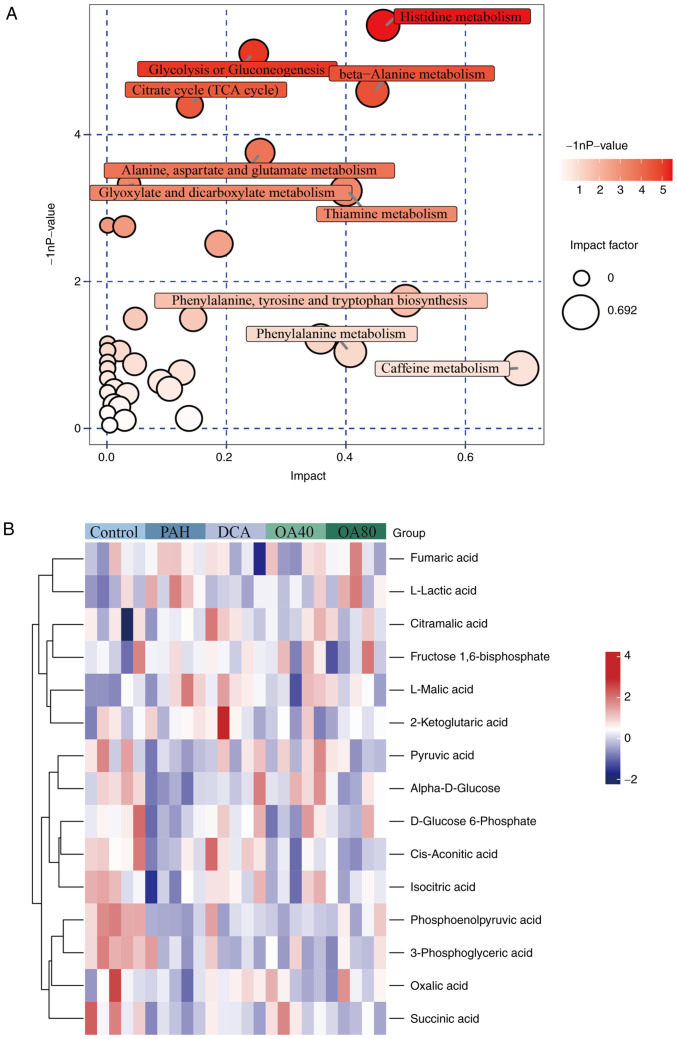 A
Histidine metabolism
Glycolysis or Gluconeogenesis
beta−Alanine metabolism
Citrate cycle (TCA cycle)
Alanine, aspartate and glutamate metabolism
Glyoxylate and dicarboxylate metabolism
Thiamine metabolism
Phenylalanine, tyrosine and tryptophan biosynthesis
Phenylalanine metabolism
Caffeine metabolism
−1nP−value
4
2
0
0.0 0.2 0.4 0.6
Impact
−1nP−value
1 2 3 4 5
Impact factor
0
0.692
B
Control PAH DCA OA40 OA80 Group
Fumaric acid
L-Lactic acid
Citramalic acid
Fructose 1,6-bisphosphate
L-Malic acid
2-Ketoglutaric acid
Pyruvic acid
Alpha-D-Glucose
D-Glucose 6-Phosphate
Cis-Aconitic acid
Isocitric acid
Phosphoenolpyruvic acid
3-Phosphoglyceric acid
Oxalic acid
Succinic acid
4
2
0
−2